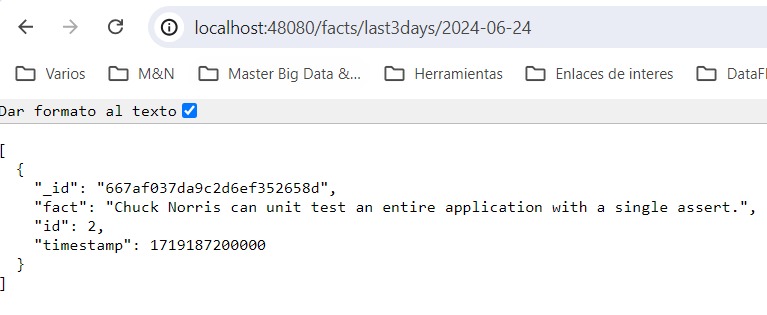 localhost:48080/facts/last3days/2024-06-24
Varios M&N Master Big Data &... Herramientas Enlaces de interes DataFl
Dar formato al texto
[
{
"_id": "667af037da9c2d6ef352658d",
"fact": "Chuck Norris can unit test an entire application with a single assert.",
"id": 2,
"timestamp": 1719187200000
}
]